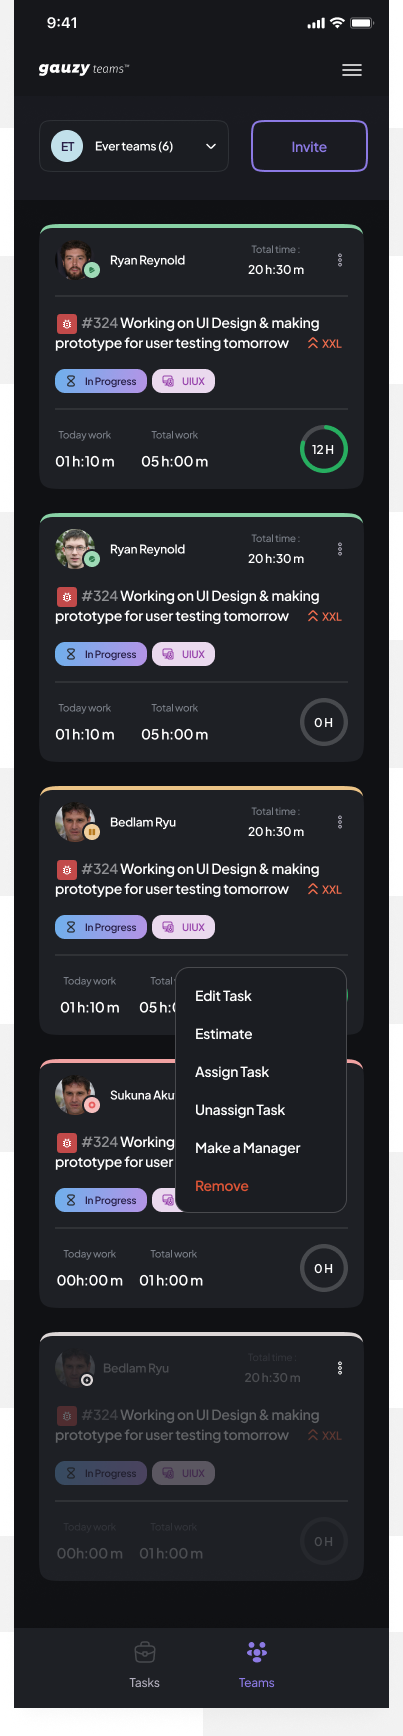 9:41
gauzy teams™
ET Ever teams (6)
Invite
Ryan Reynold
Total time :
20 h:30 m
#324 Working on UI Design & making
prototype for user testing tomorrow XXL
In Progress UIUX
Today work Total work
01 h:10 m 05 h:00 m
12 H
Ryan Reynold
Total time :
20 h:30 m
#324 Working on UI Design & making
prototype for user testing tomorrow XXL
In Progress UIUX
Today work Total work
01 h:10 m 05 h:00 m
0 H
Bedlam Ryu
Total time :
20 h:30 m
#324 Working on UI Design & making
prototype for user testing tomorrow XXL
In Progress UIUX
Today work Total
01 h:10 m 05 h:
Edit Task
Estimate
Assign Task
Unassign Task
Make a Manager
Remove
Sukuna Aku
#324 Working
prototype for user
In Progress
Today work Total work
00h:00 m 01 h:00 m
0 H
Bedlam Ryu
Total time :
20 h:30 m
#324 Working on UI Design & making
prototype for user testing tomorrow XXL
In Progress UIUX
Today work Total work
00h:00 m 01 h:00 m
0 H
Tasks
Teams